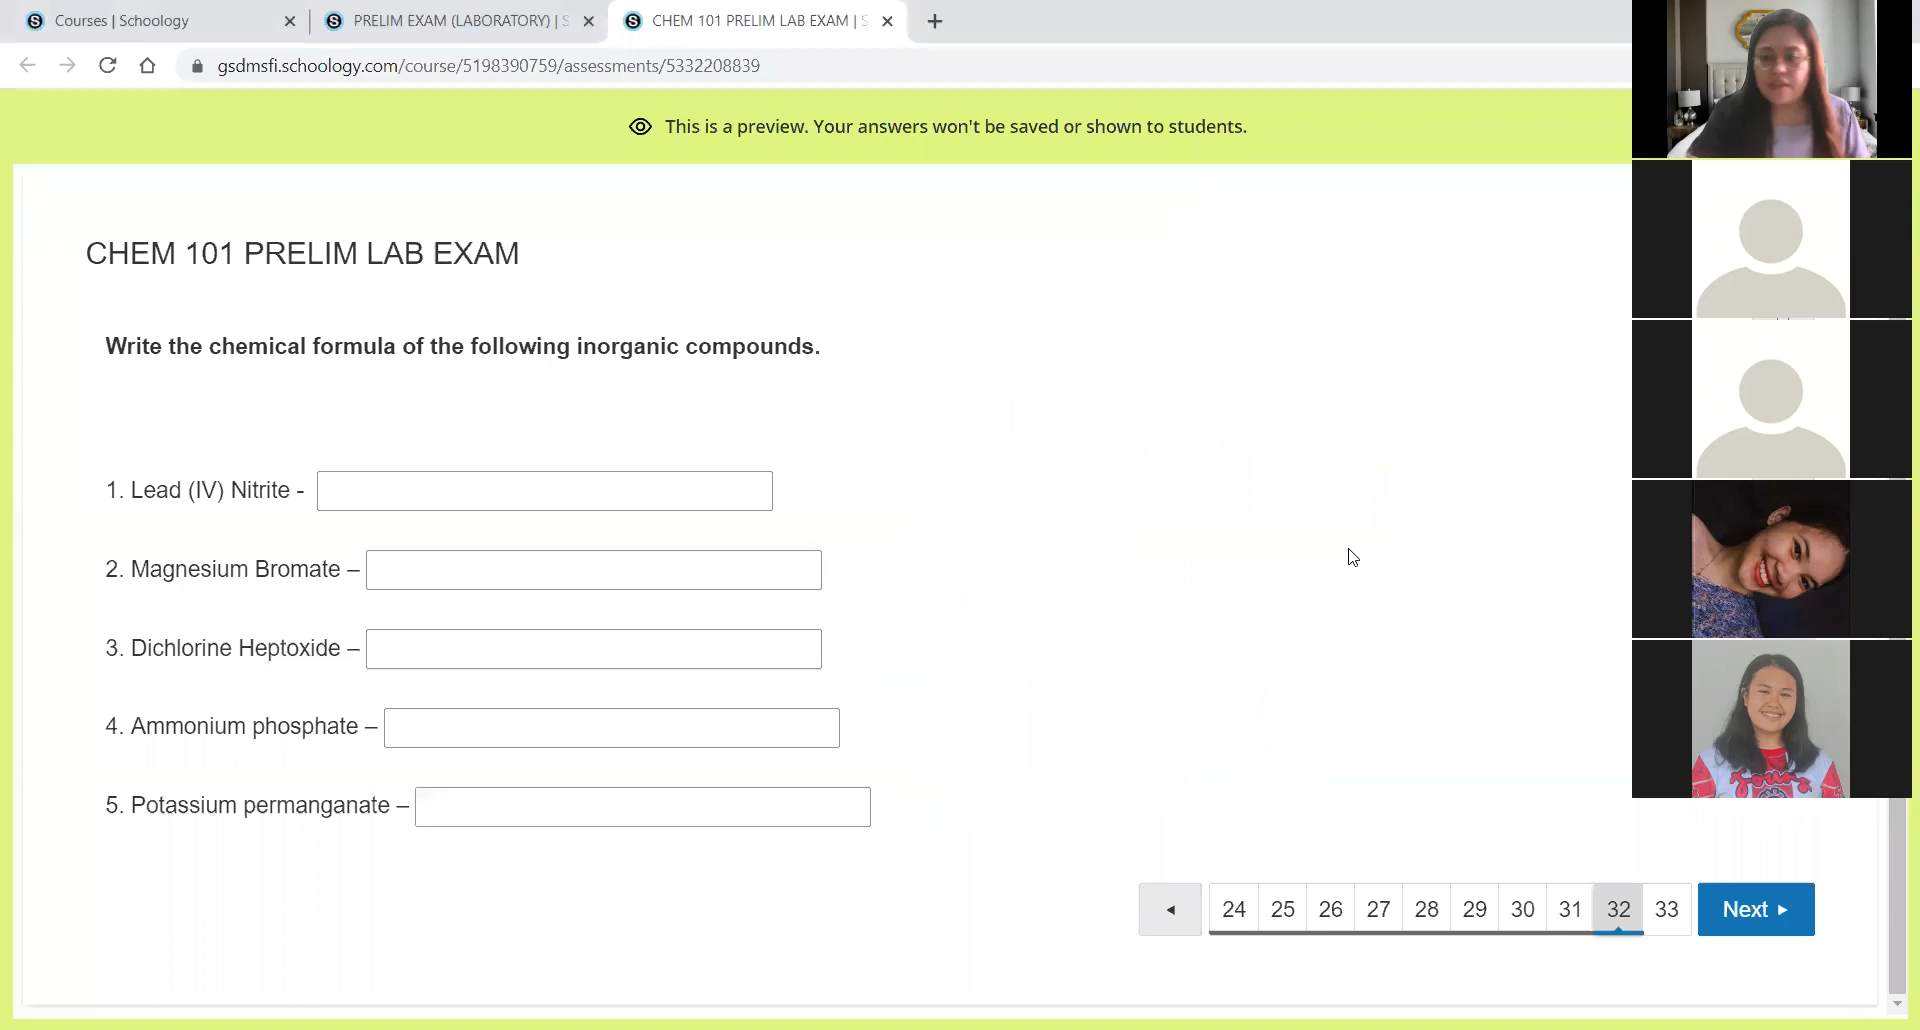 Courses | Schoology
PRELIM EXAM (LABORATORY) | S
CHEM 101 PRELIM LAB EXAM | S
gsdmsfi.schoology.com/course/5198390759/assessments/5332208839
This is a preview. Your answers won't be saved or shown to students.
CHEM 101 PRELIM LAB EXAM
Write the chemical formula of the following inorganic compounds.
1. Lead (IV) Nitrite -
2. Magnesium Bromate –
3. Dichlorine Heptoxide –
4. Ammonium phosphate –
5. Potassium permanganate –
24 25 26 27 28 29 30 31 32 33 Next